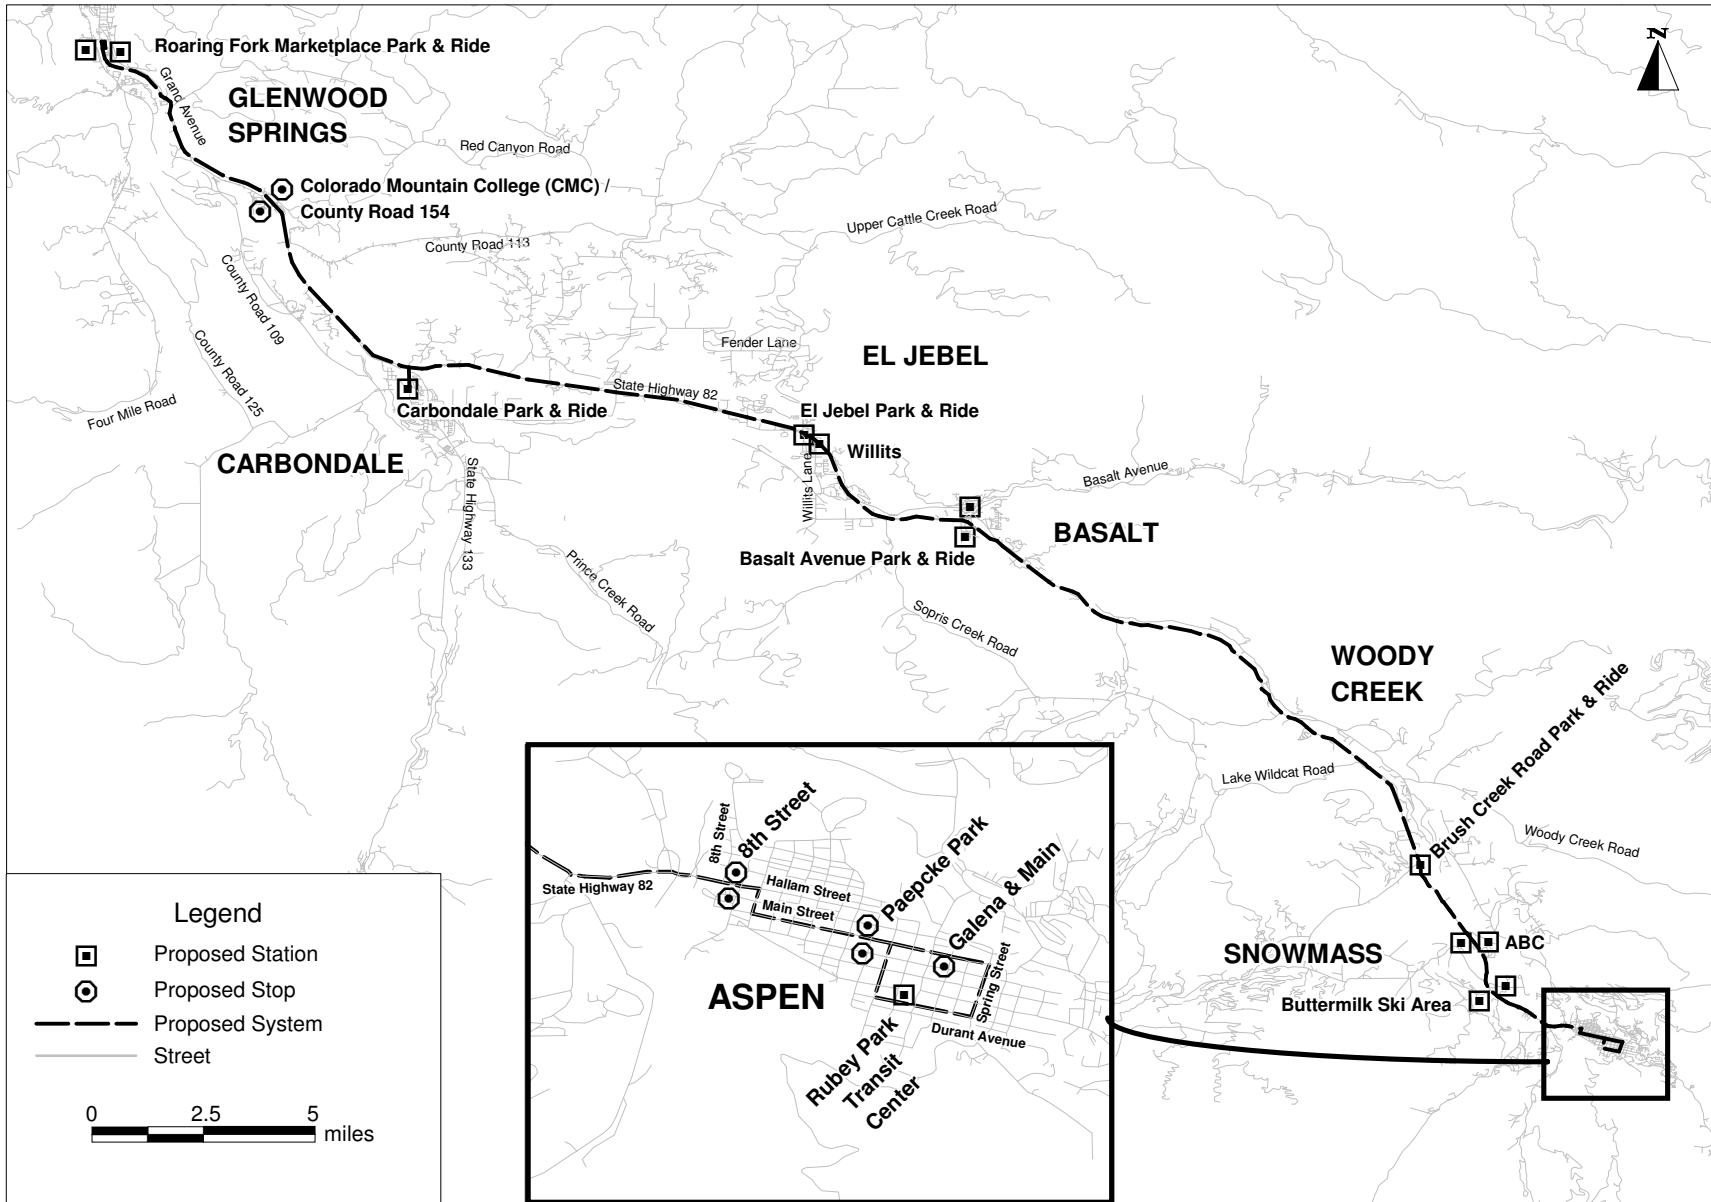 N
Roaring Fork Marketplace Park & Ride
Grand Avenue
GLENWOOD
SPRINGS
Red Canyon Road
Colorado Mountain College (CMC) /
County Road 154
Upper Cattle Creek Road
County Road 113
County Road 109
County Road 125
Four Mile Road
Fender Lane
EL JEBEL
State Highway 82
Carbondale Park & Ride
El Jebel Park & Ride
CARBONDALE
Willits
Willits Lane
State Highway 133
Basalt Avenue
BASALT
Basalt Avenue Park & Ride
Prince Creek Road
Sopris Creek Road
WOODY
CREEK
Brush Creek Road Park & Ride
Lake Wildcat Road
Woody Creek Road
SNOWMASS
ABC
Buttermilk Ski Area
8th Street
8th Street
State Highway 82
Hallam Street
Main Street
Paepcke Park
Galena & Main
Spring Street
ASPEN
Durant Avenue
Rubey Park
Transit
Center
Legend
Proposed Station
Proposed Stop
Proposed System
Street
0 2.5 5
miles